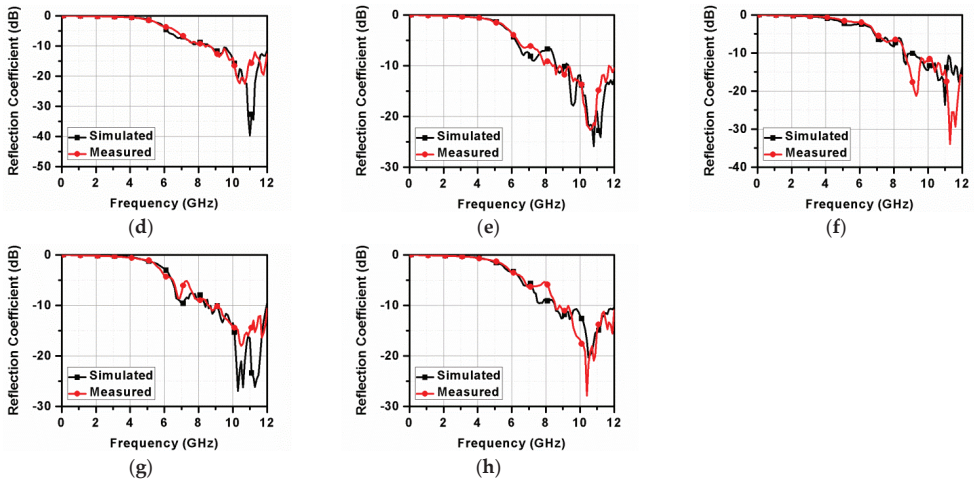 Reflection Coefficient (dB)
0
-10
-20
-30
-40
-50
Simulated
Measured
0 2 4 6 8 10 12
Frequency (GHz)
(d)
Reflection Coefficient (dB)
0
-10
-20
-30
Simulated
Measured
0 2 4 6 8 10 12
Frequency (GHz)
(e)
Reflection Coefficient (dB)
0
-10
-20
-30
-40
Simulated
Measured
0 2 4 6 8 10 12
Frequency (GHz)
(f)
Reflection Coefficient (dB)
0
-10
-20
-30
Simulated
Measured
0 2 4 6 8 10 12
Frequency (GHz)
(g)
Reflection Coefficient (dB)
0
-10
-20
-30
Simulated
Measured
0 2 4 6 8 10 12
Frequency (GHz)
(h)